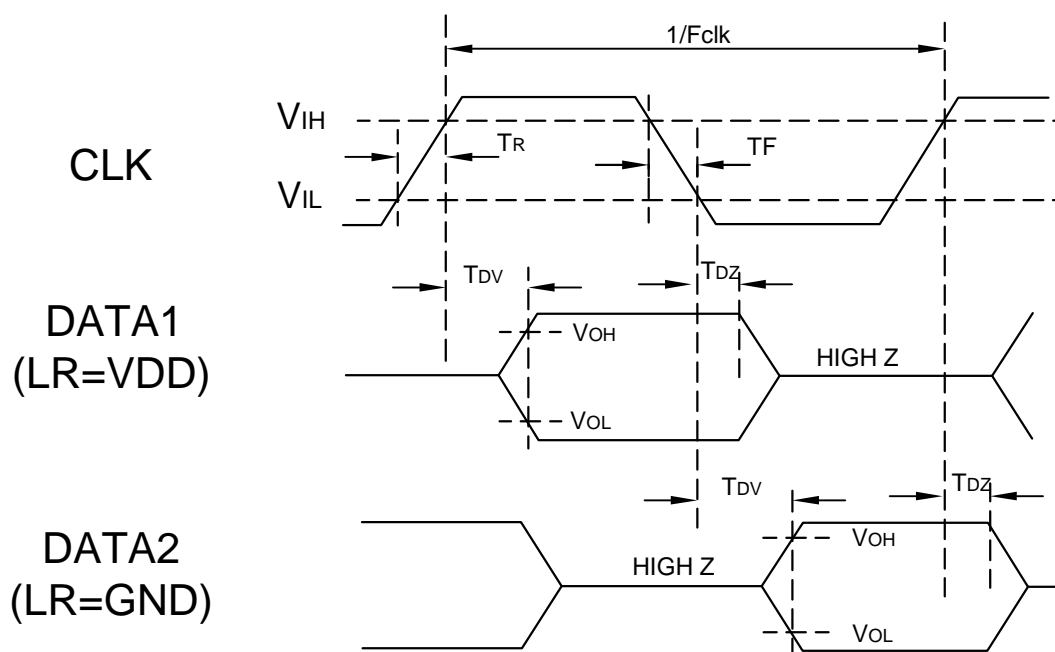 1/Fclk
VIH
TR
TF
CLK
VIL
TDV
TDZ
DATA1
(LR=VDD)
VOH
HIGH Z
VOL
TDV
TDZ
DATA2
(LR=GND)
VOH
HIGH Z
VOL